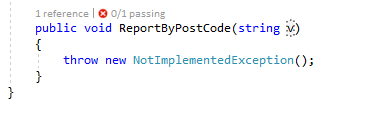 1 reference | 0/1 passing
public void ReportByPostCode(string v)
{
throw new NotImplementedException();
}
}